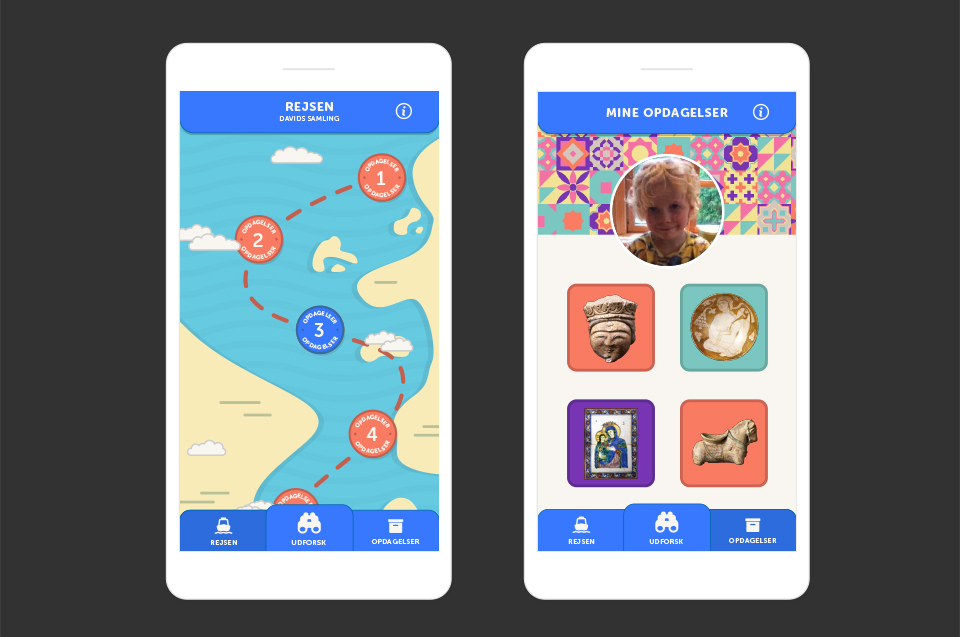 REJSEN
DAVIDS SAMLING
i
OPDAGELSER
1
OPDAGELSER
OPDAGELSER
2
OPDAGELSER
OPDAGELSER
3
OPDAGELSER
OPDAGELSER
4
OPDAGELSER
OPDAGELSER
REJSEN
UDFORSK
OPDAGELSER
MINE OPDAGELSER
i
REJSEN
UDFORSK
OPDAGELSER